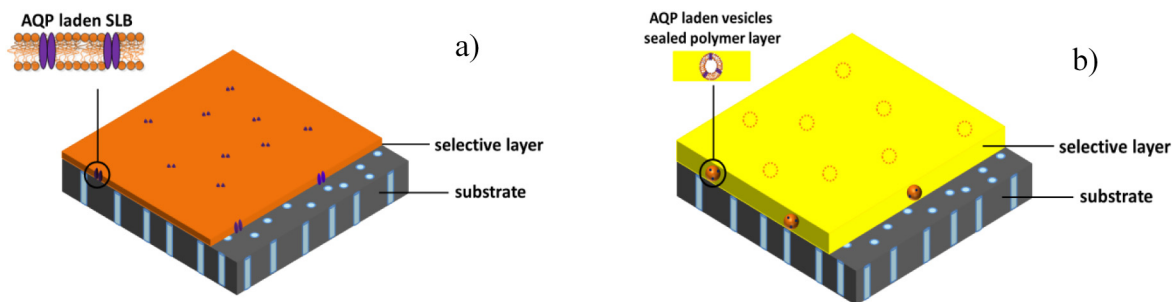 AQP laden SLB
a)
selective layer
substrate
AQP laden vesicles
sealed polymer layer
b)
selective layer
substrate